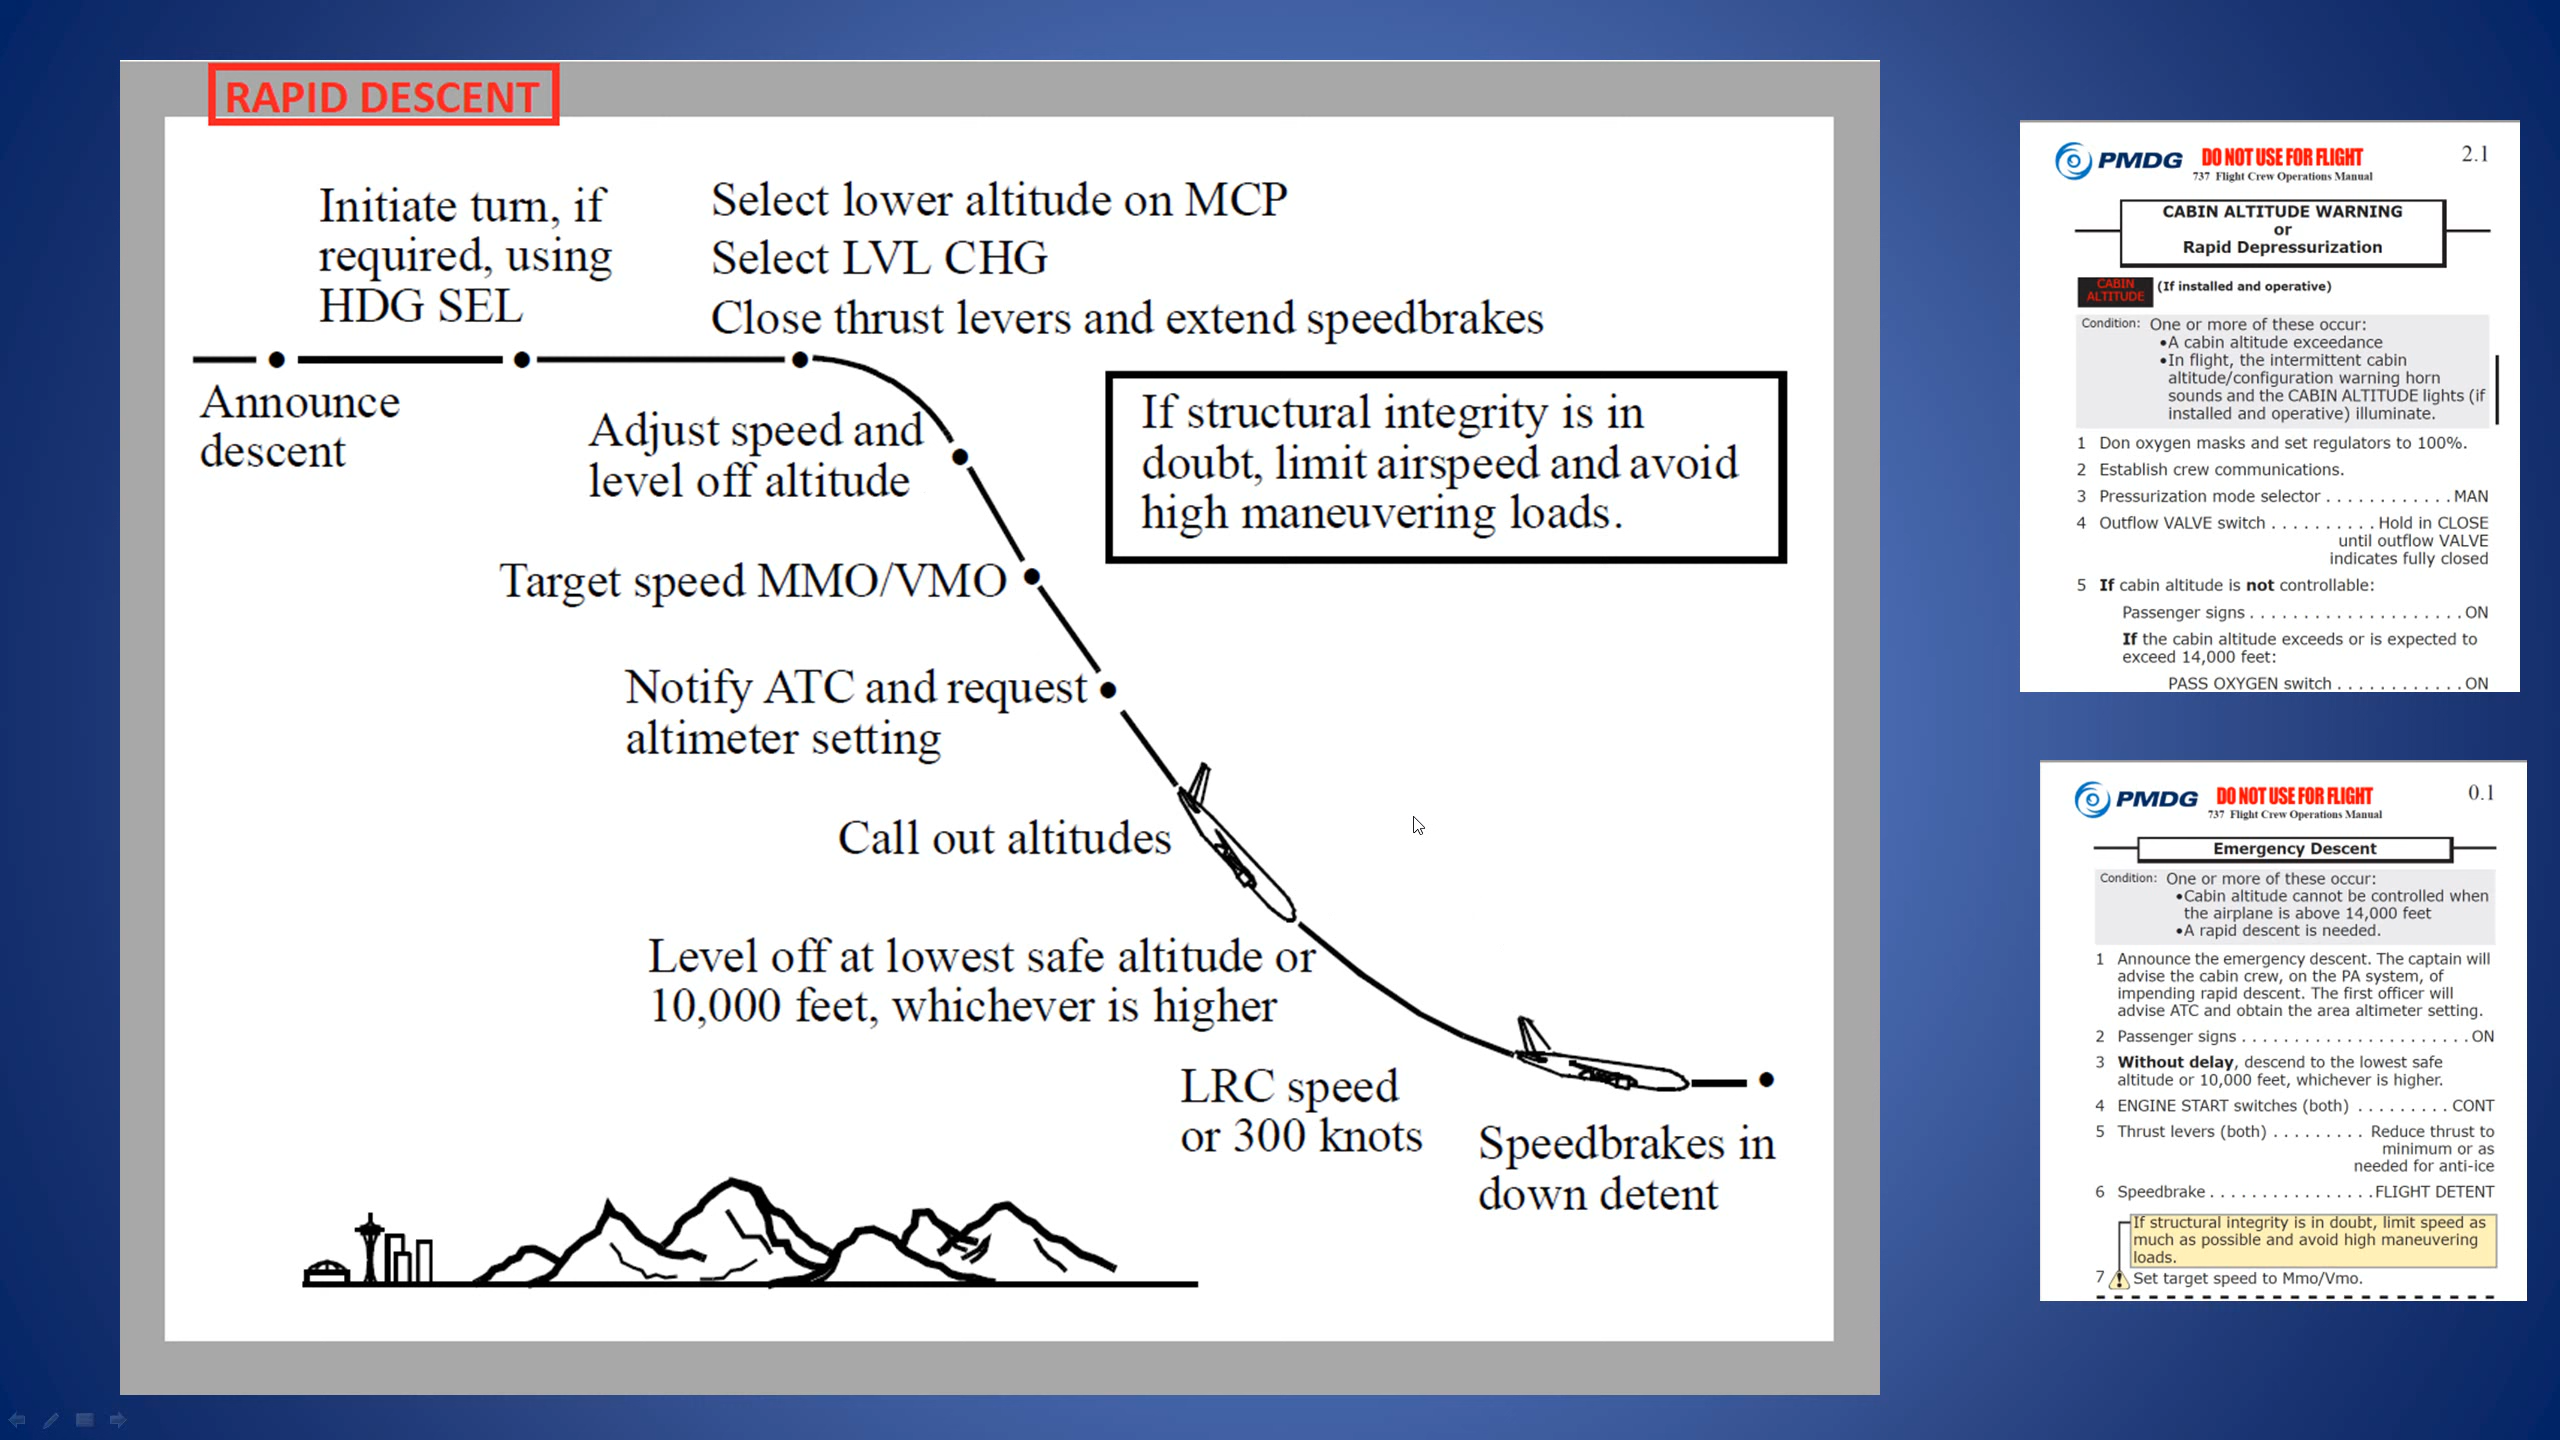 RAPID DESCENT
Initiate turn, if
required, using
HDG SEL
Select lower altitude on MCP
Select LVL CHG
Close thrust levers and extend speedbrakes
Announce
descent
Adjust speed and
level off altitude
If structural integrity is in
doubt, limit airspeed and avoid
high maneuvering loads.
Target speed MMO/VMO
Notify ATC and request
altimeter setting
Call out altitudes
Level off at lowest safe altitude or
10,000 feet, whichever is higher
LRC speed
or 300 knots
Speedbrakes in
down detent
PMDG DO NOT USE FOR FLIGHT 2.1
737 Flight Crew Operations Manual
CABIN ALTITUDE WARNING
or
Rapid Depressurization
CABIN
ALTITUDE
(If installed and operative)
Condition: One or more of these occur:
•A cabin altitude exceedance
•In flight, the intermittent cabin
altitude/configuration warning horn
sounds and the CABIN ALTITUDE lights (if
installed and operative) illuminate.
1 Don oxygen masks and set regulators to 100%.
2 Establish crew communications.
3 Pressurization mode selector . . . . . . . . . . . . MAN
4 Outflow VALVE switch . . . . . . . . . . Hold in CLOSE
until outflow VALVE
indicates fully closed
5 If cabin altitude is not controllable:
Passenger signs . . . . . . . . . . . . . . . . . . . . ON
If the cabin altitude exceeds or is expected to
exceed 14,000 feet:
PASS OXYGEN switch . . . . . . . . . . . . ON
PMDG DO NOT USE FOR FLIGHT 0.1
737 Flight Crew Operations Manual
Emergency Descent
Condition: One or more of these occur:
•Cabin altitude cannot be controlled when
the airplane is above 14,000 feet
•A rapid descent is needed.
1 Announce the emergency descent. The captain will
advise the cabin crew, on the PA system, of
impending rapid descent. The first officer will
advise ATC and obtain the area altimeter setting.
2 Passenger signs . . . . . . . . . . . . . . . . . . . . . . ON
3 Without delay, descend to the lowest safe
altitude or 10,000 feet, whichever is higher.
4 ENGINE START switches (both) . . . . . . . . . CONT
5 Thrust levers (both) . . . . . . . . . Reduce thrust to
minimum or as
needed for anti-ice
6 Speedbrake . . . . . . . . . . . . . . . . FLIGHT DETENT
If structural integrity is in doubt, limit speed as
much as possible and avoid high maneuvering
loads.
7 ! Set target speed to Mmo/Vmo.